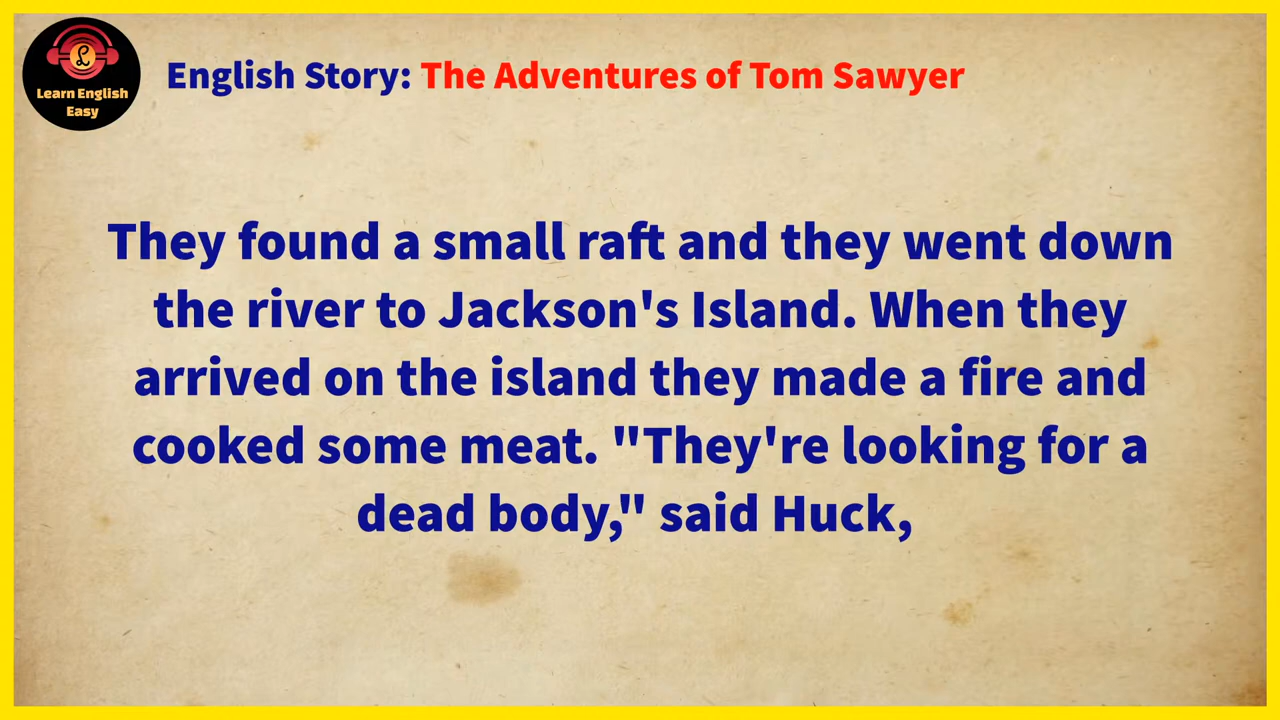 Learn English
Easy
English Story: The Adventures of Tom Sawyer
They found a small raft and they went down
the river to Jackson's Island. When they
arrived on the island they made a fire and
cooked some meat. "They're looking for a
dead body," said Huck,